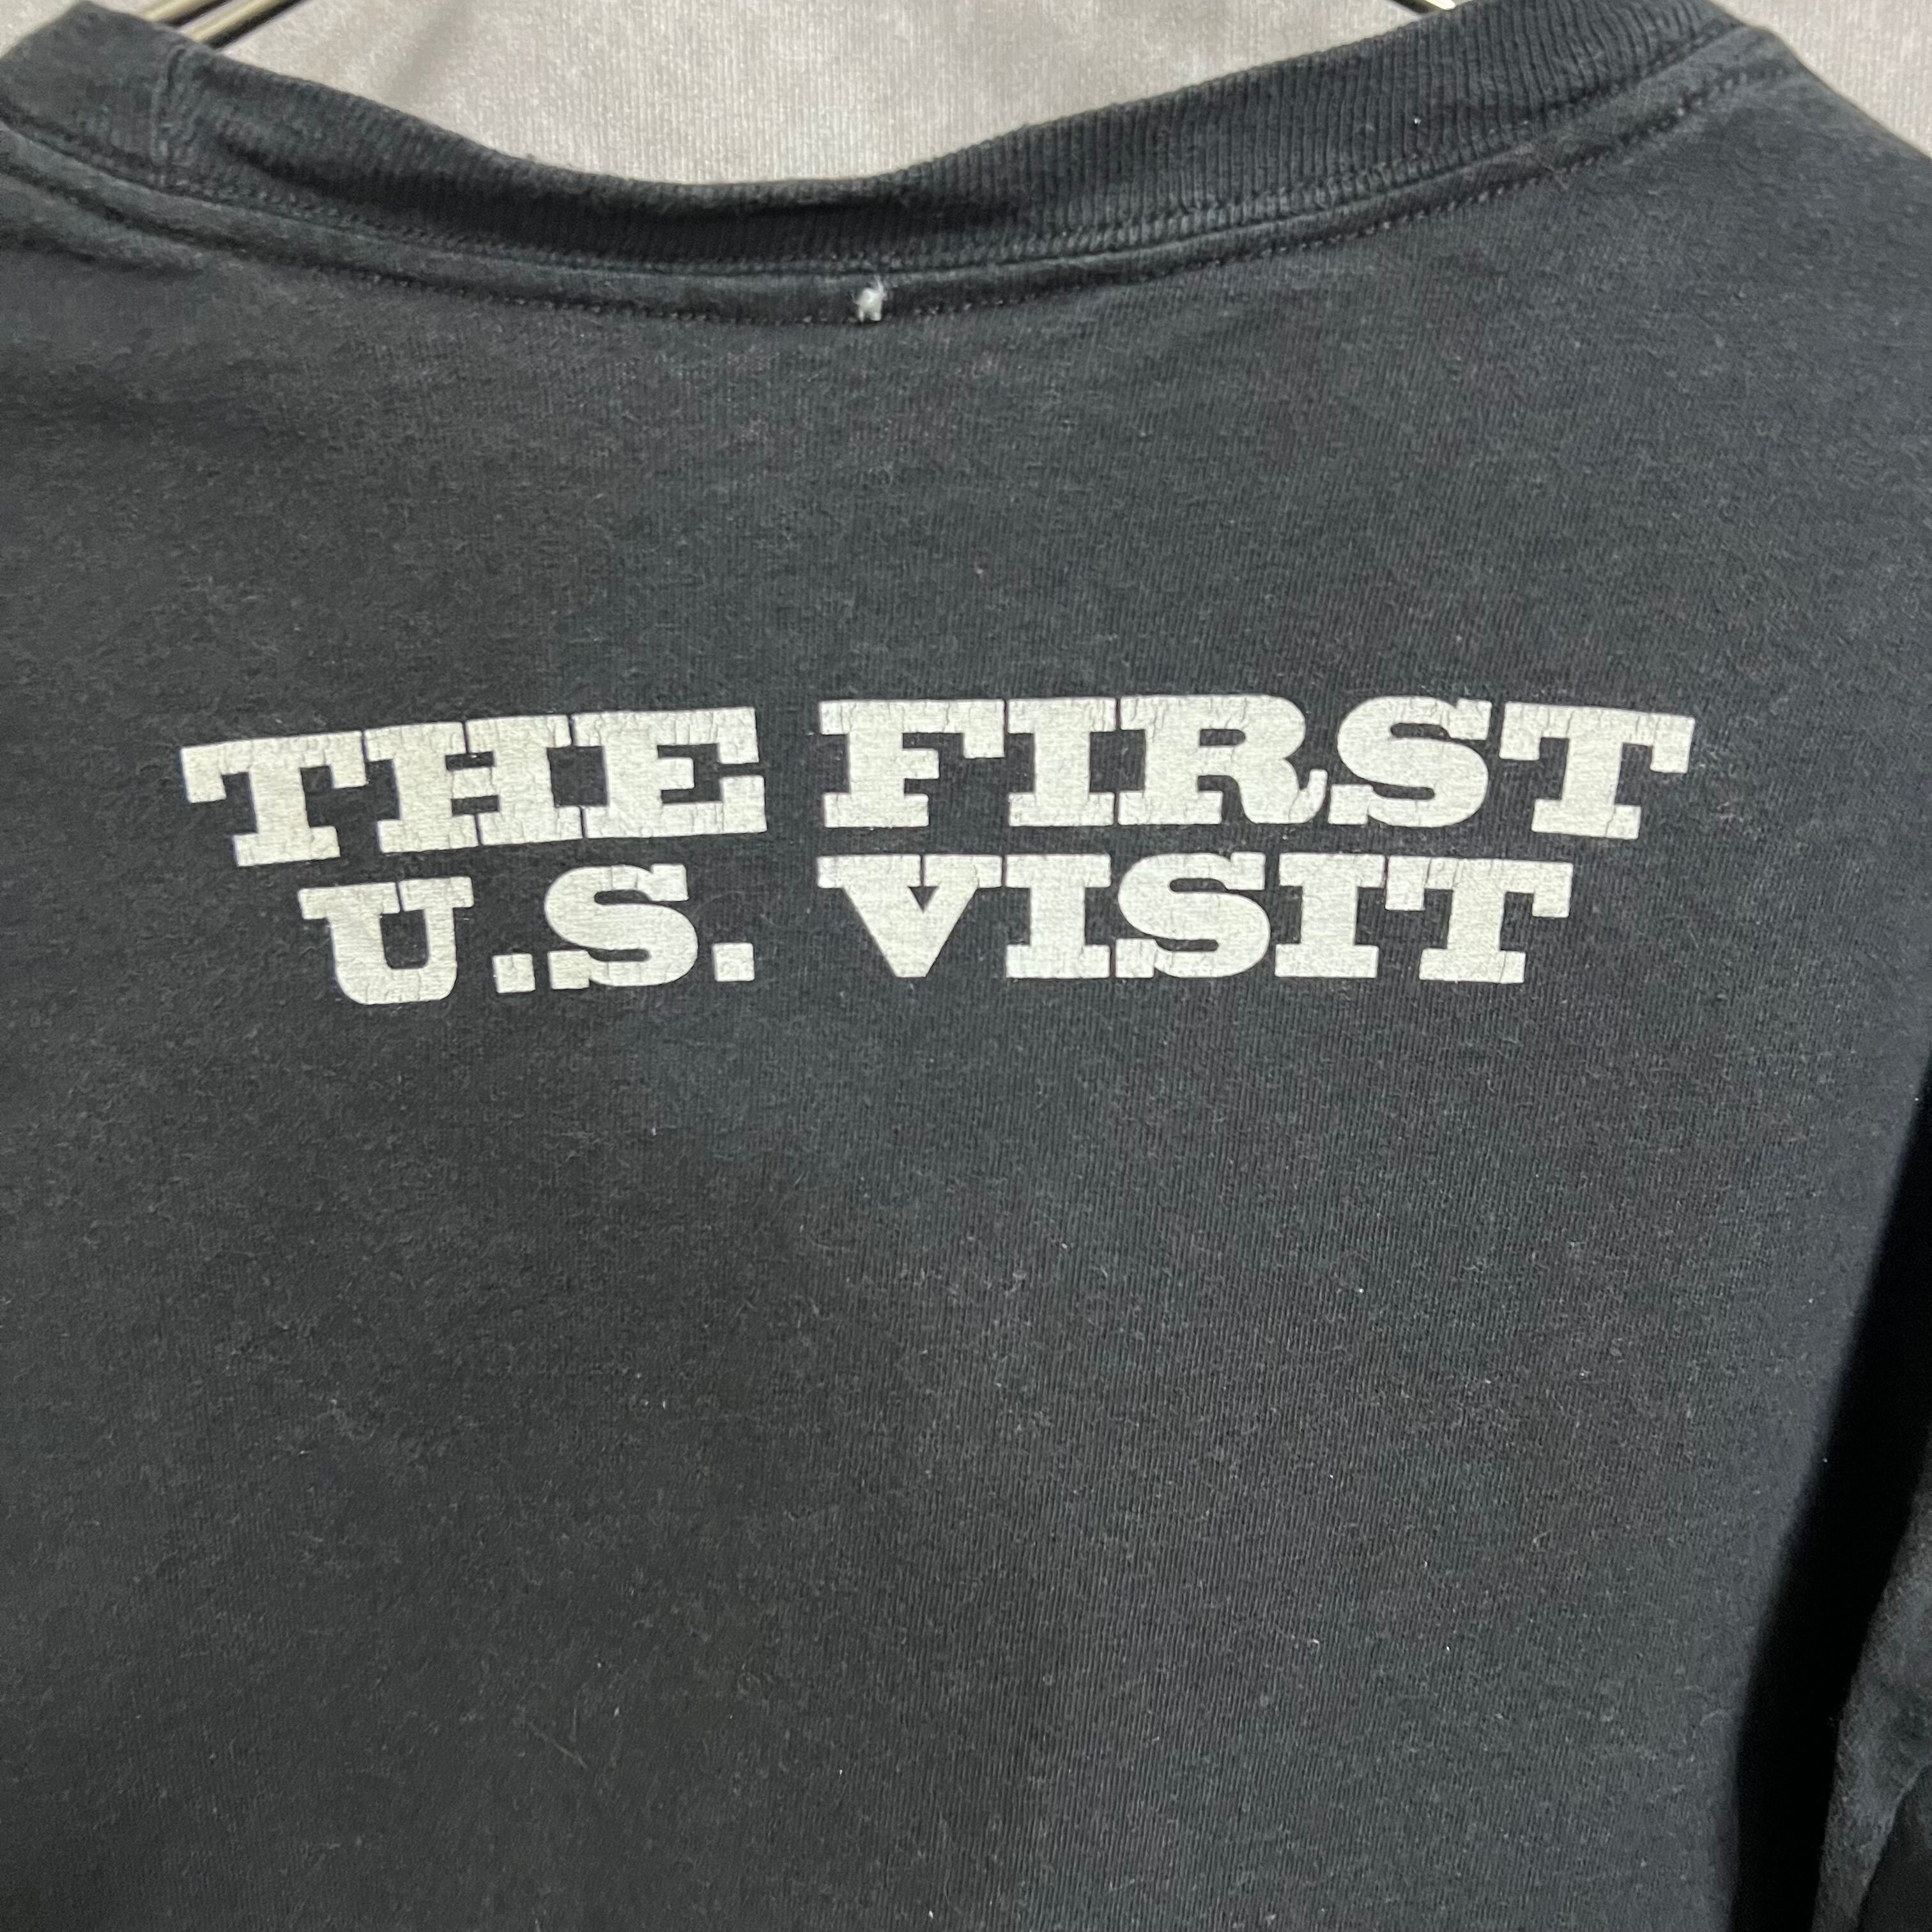 THE FIRST
U.S. VISIT